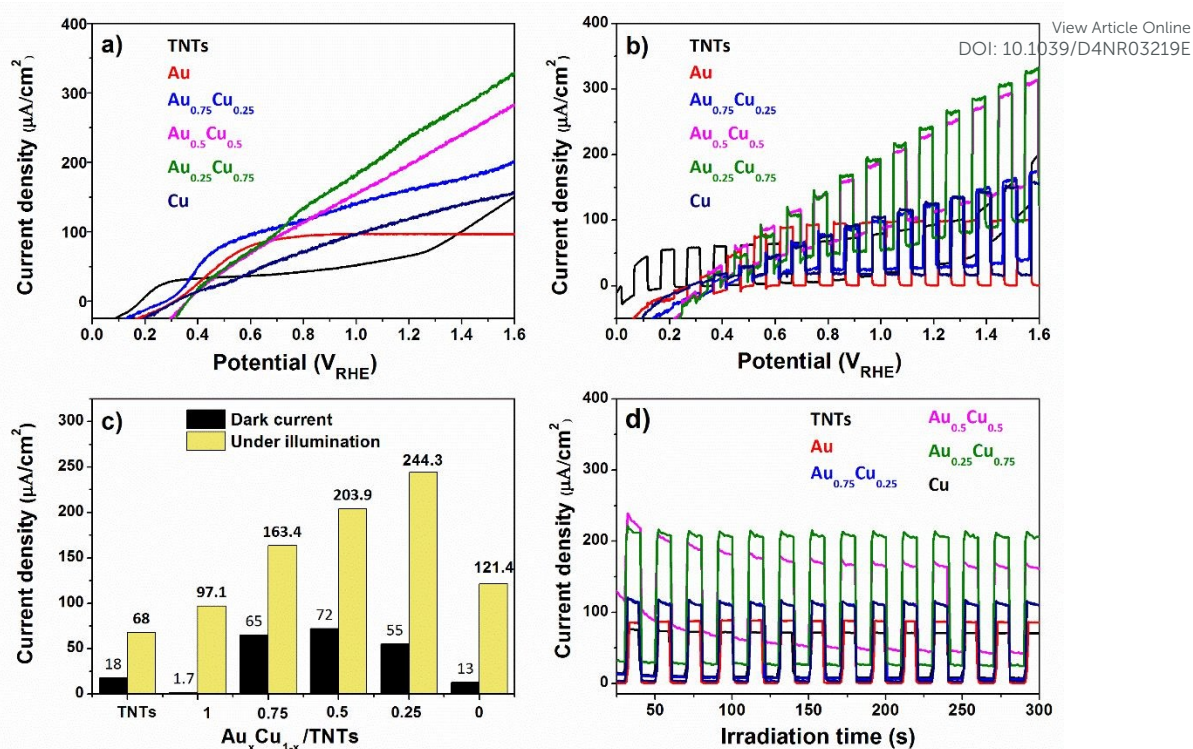 View Article Online
DOI: 10.1039/D4NR03219E
a)
TNTs
Au
Au0.75Cu0.25
Au0.5Cu0.5
Au0.25Cu0.75
Cu
Current density (µA/cm2)
400
300
200
100
0
0.0 0.2 0.4 0.6 0.8 1.0 1.2 1.4 1.6
Potential (VRHE)
b)
TNTs
Au
Au0.75Cu0.25
Au0.5Cu0.5
Au0.25Cu0.75
Cu
Current density (µA/cm2)
400
300
200
100
0
0.0 0.2 0.4 0.6 0.8 1.0 1.2 1.4 1.6
Potential (VRHE)
c)
Dark current
Under illumination
Current density (µA/cm2)
300
250
200
150
100
50
0
18 68 1.7 97.1 65 163.4 72 203.9 55 244.3 13 121.4
TNTs 1 0.75 0.5 0.25 0
AuxCu1-x/TNTs
d)
TNTs
Au
Au0.75Cu0.25
Au0.5Cu0.5
Au0.25Cu0.75
Cu
Current density (µA/cm2)
400
300
200
100
0
50 100 150 200 250 300
Irradiation time (s)